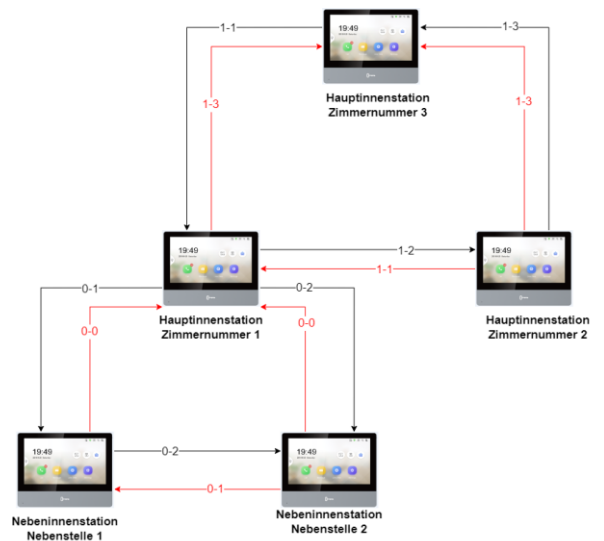 19:49
Hauptinnenstation
Zimmernummer 3
1-1
1-3
1-3
1-3
19:49
Hauptinnenstation
Zimmernummer 1
1-2
1-1
19:49
Hauptinnenstation
Zimmernummer 2
0-1
0-2
0-0
0-0
19:49
Nebeninnenstation
Nebenstelle 1
0-2
0-1
19:49
Nebeninnenstation
Nebenstelle 2